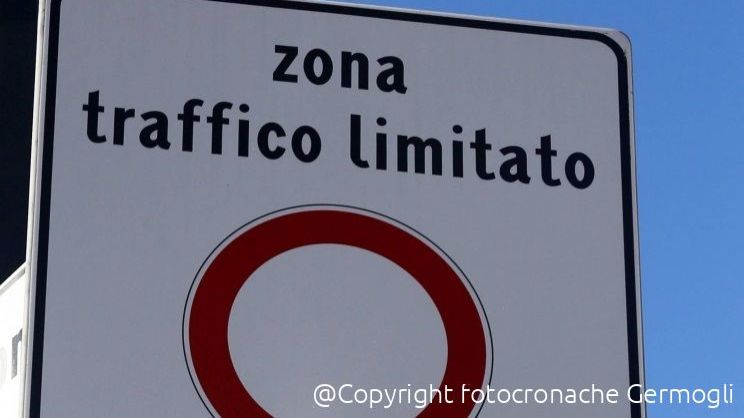 zona
traffico limitato
@Copyright fotocronache Germogli